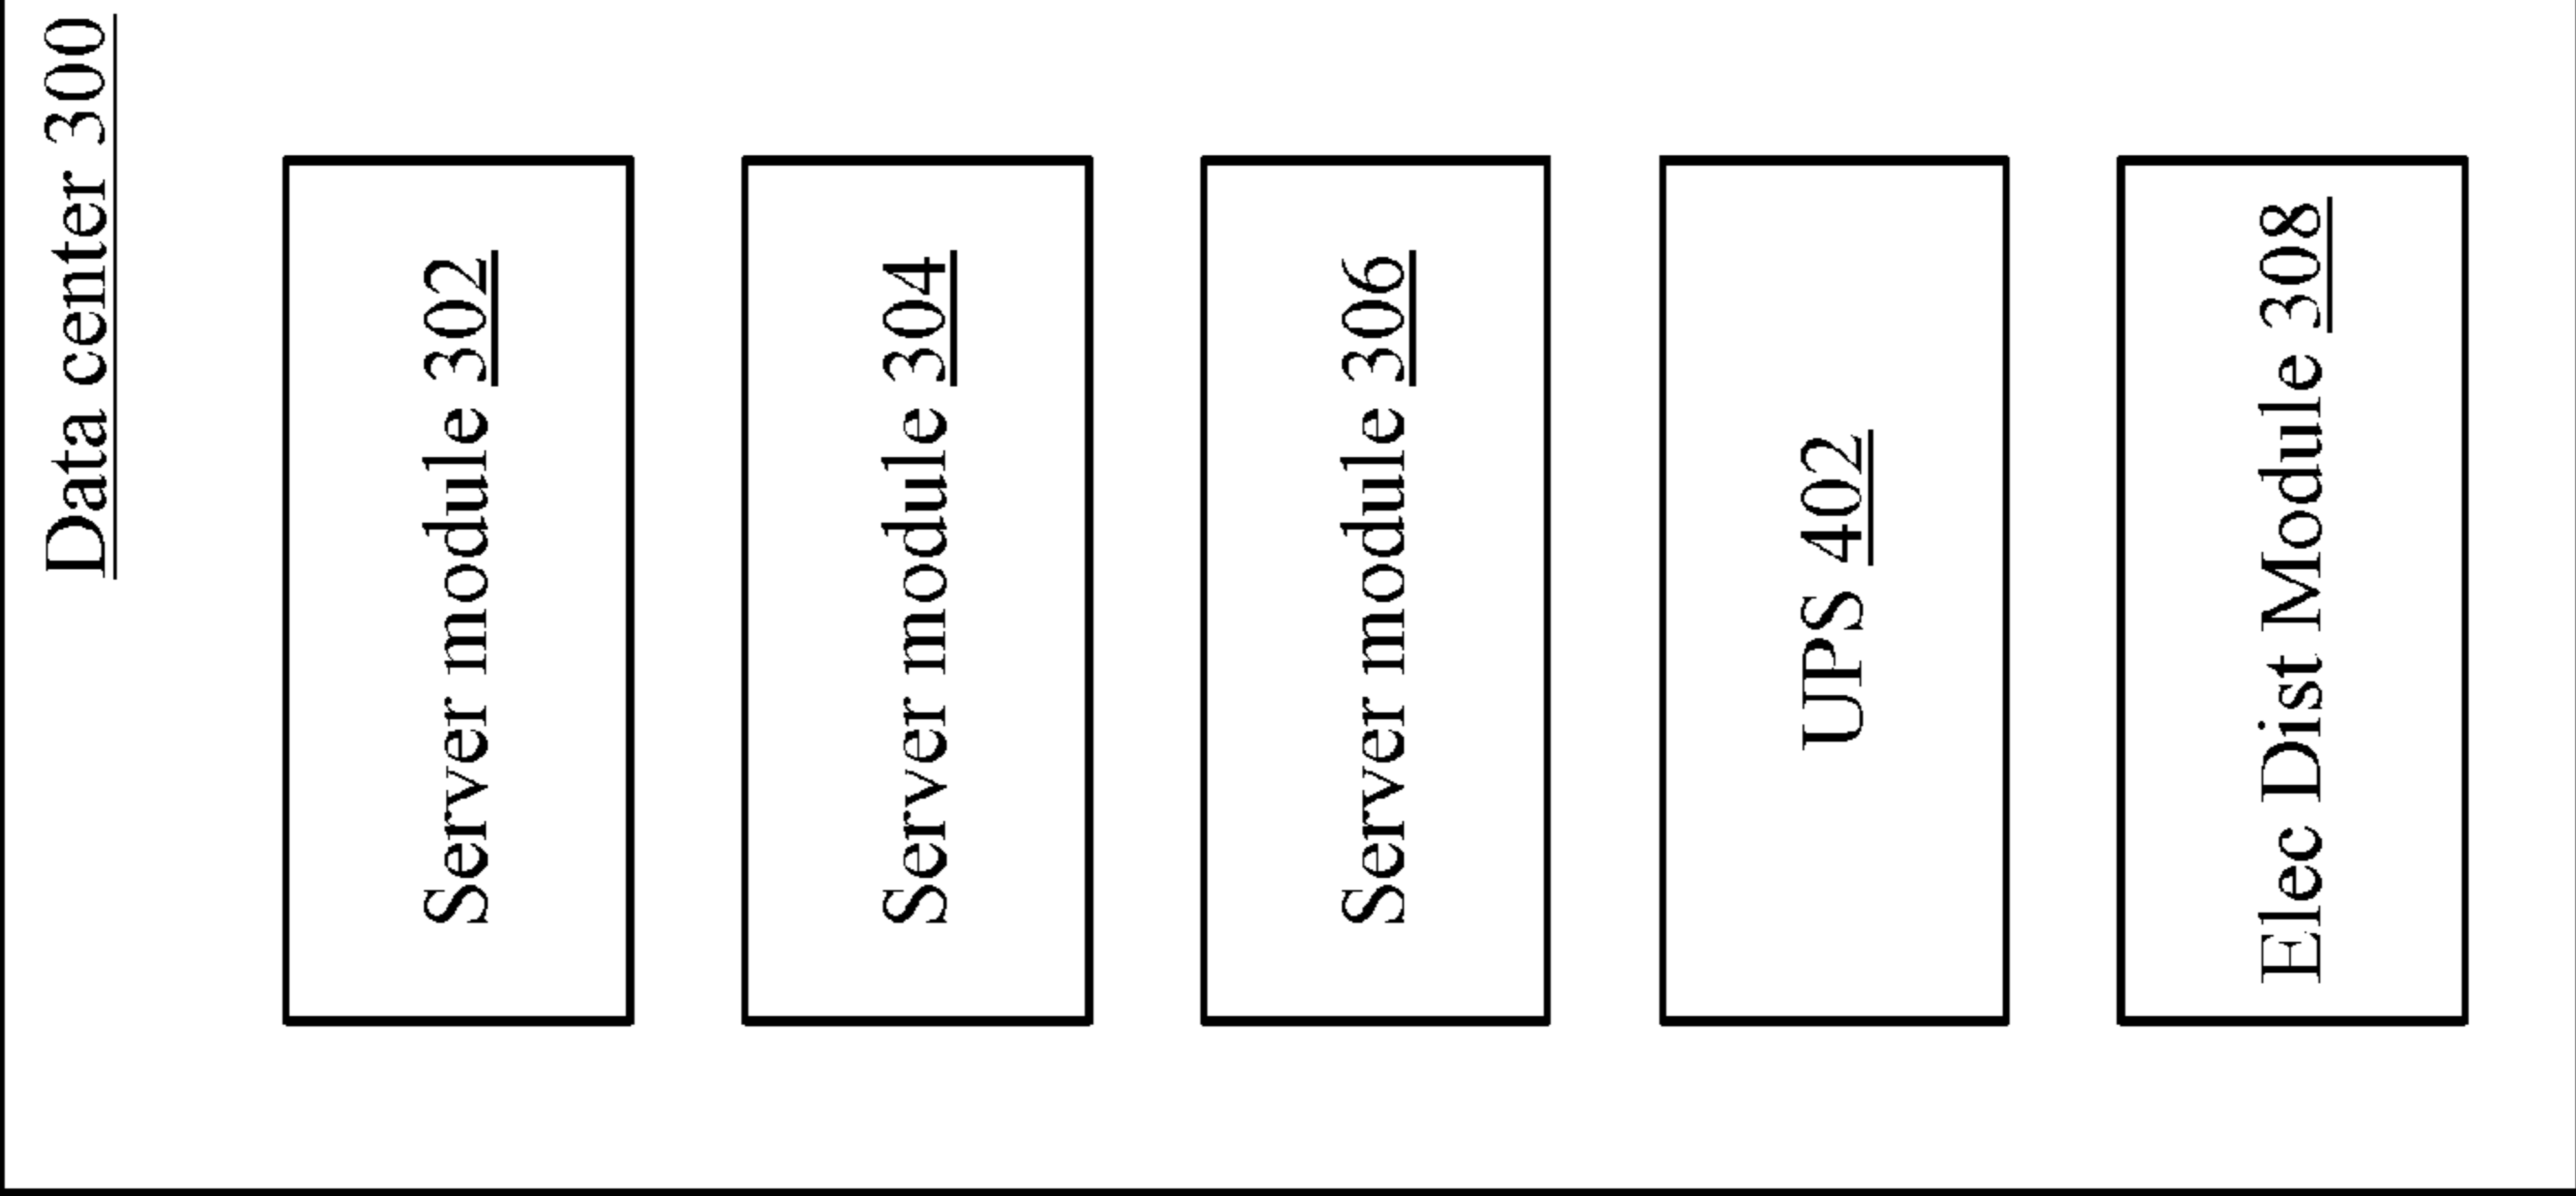 Data center 300
Server module 302
Server module 304
Server module 306
UPS 402
Elec Dist Module 308